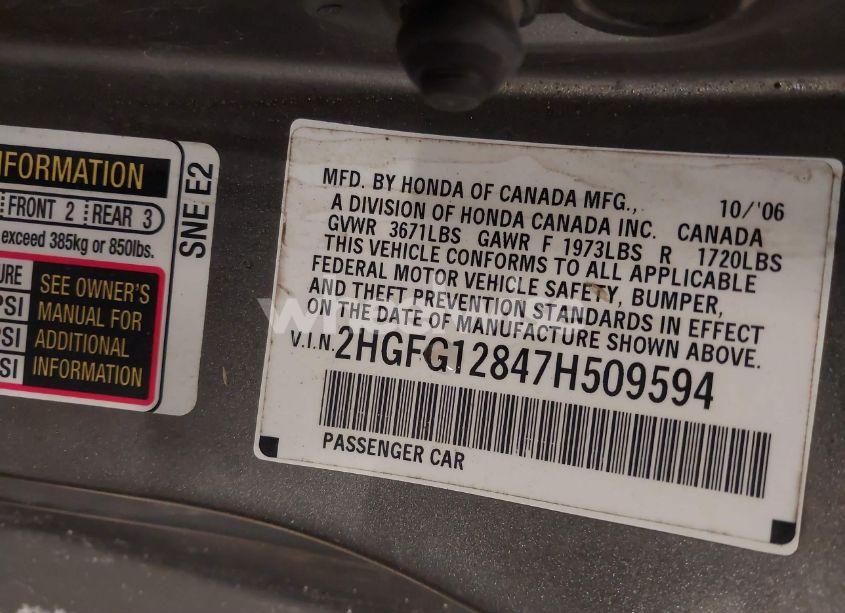 INFORMATION
FRONT 2 REAR 3
exceed 385kg or 850lbs.
SEE OWNER'S
MANUAL FOR
ADDITIONAL
INFORMATION
SNE E2
MFD. BY HONDA OF CANADA MFG., 10/'06
A DIVISION OF HONDA CANADA INC. CANADA
GVWR 3671LBS GAWR F 1973LBS R 1720LBS
THIS VEHICLE CONFORMS TO ALL APPLICABLE
FEDERAL MOTOR VEHICLE SAFETY, BUMPER,
AND THEFT PREVENTION STANDARDS IN EFFECT
ON THE DATE OF MANUFACTURE SHOWN ABOVE.
V.I.N. 2HGFG12847H509594
PASSENGER CAR